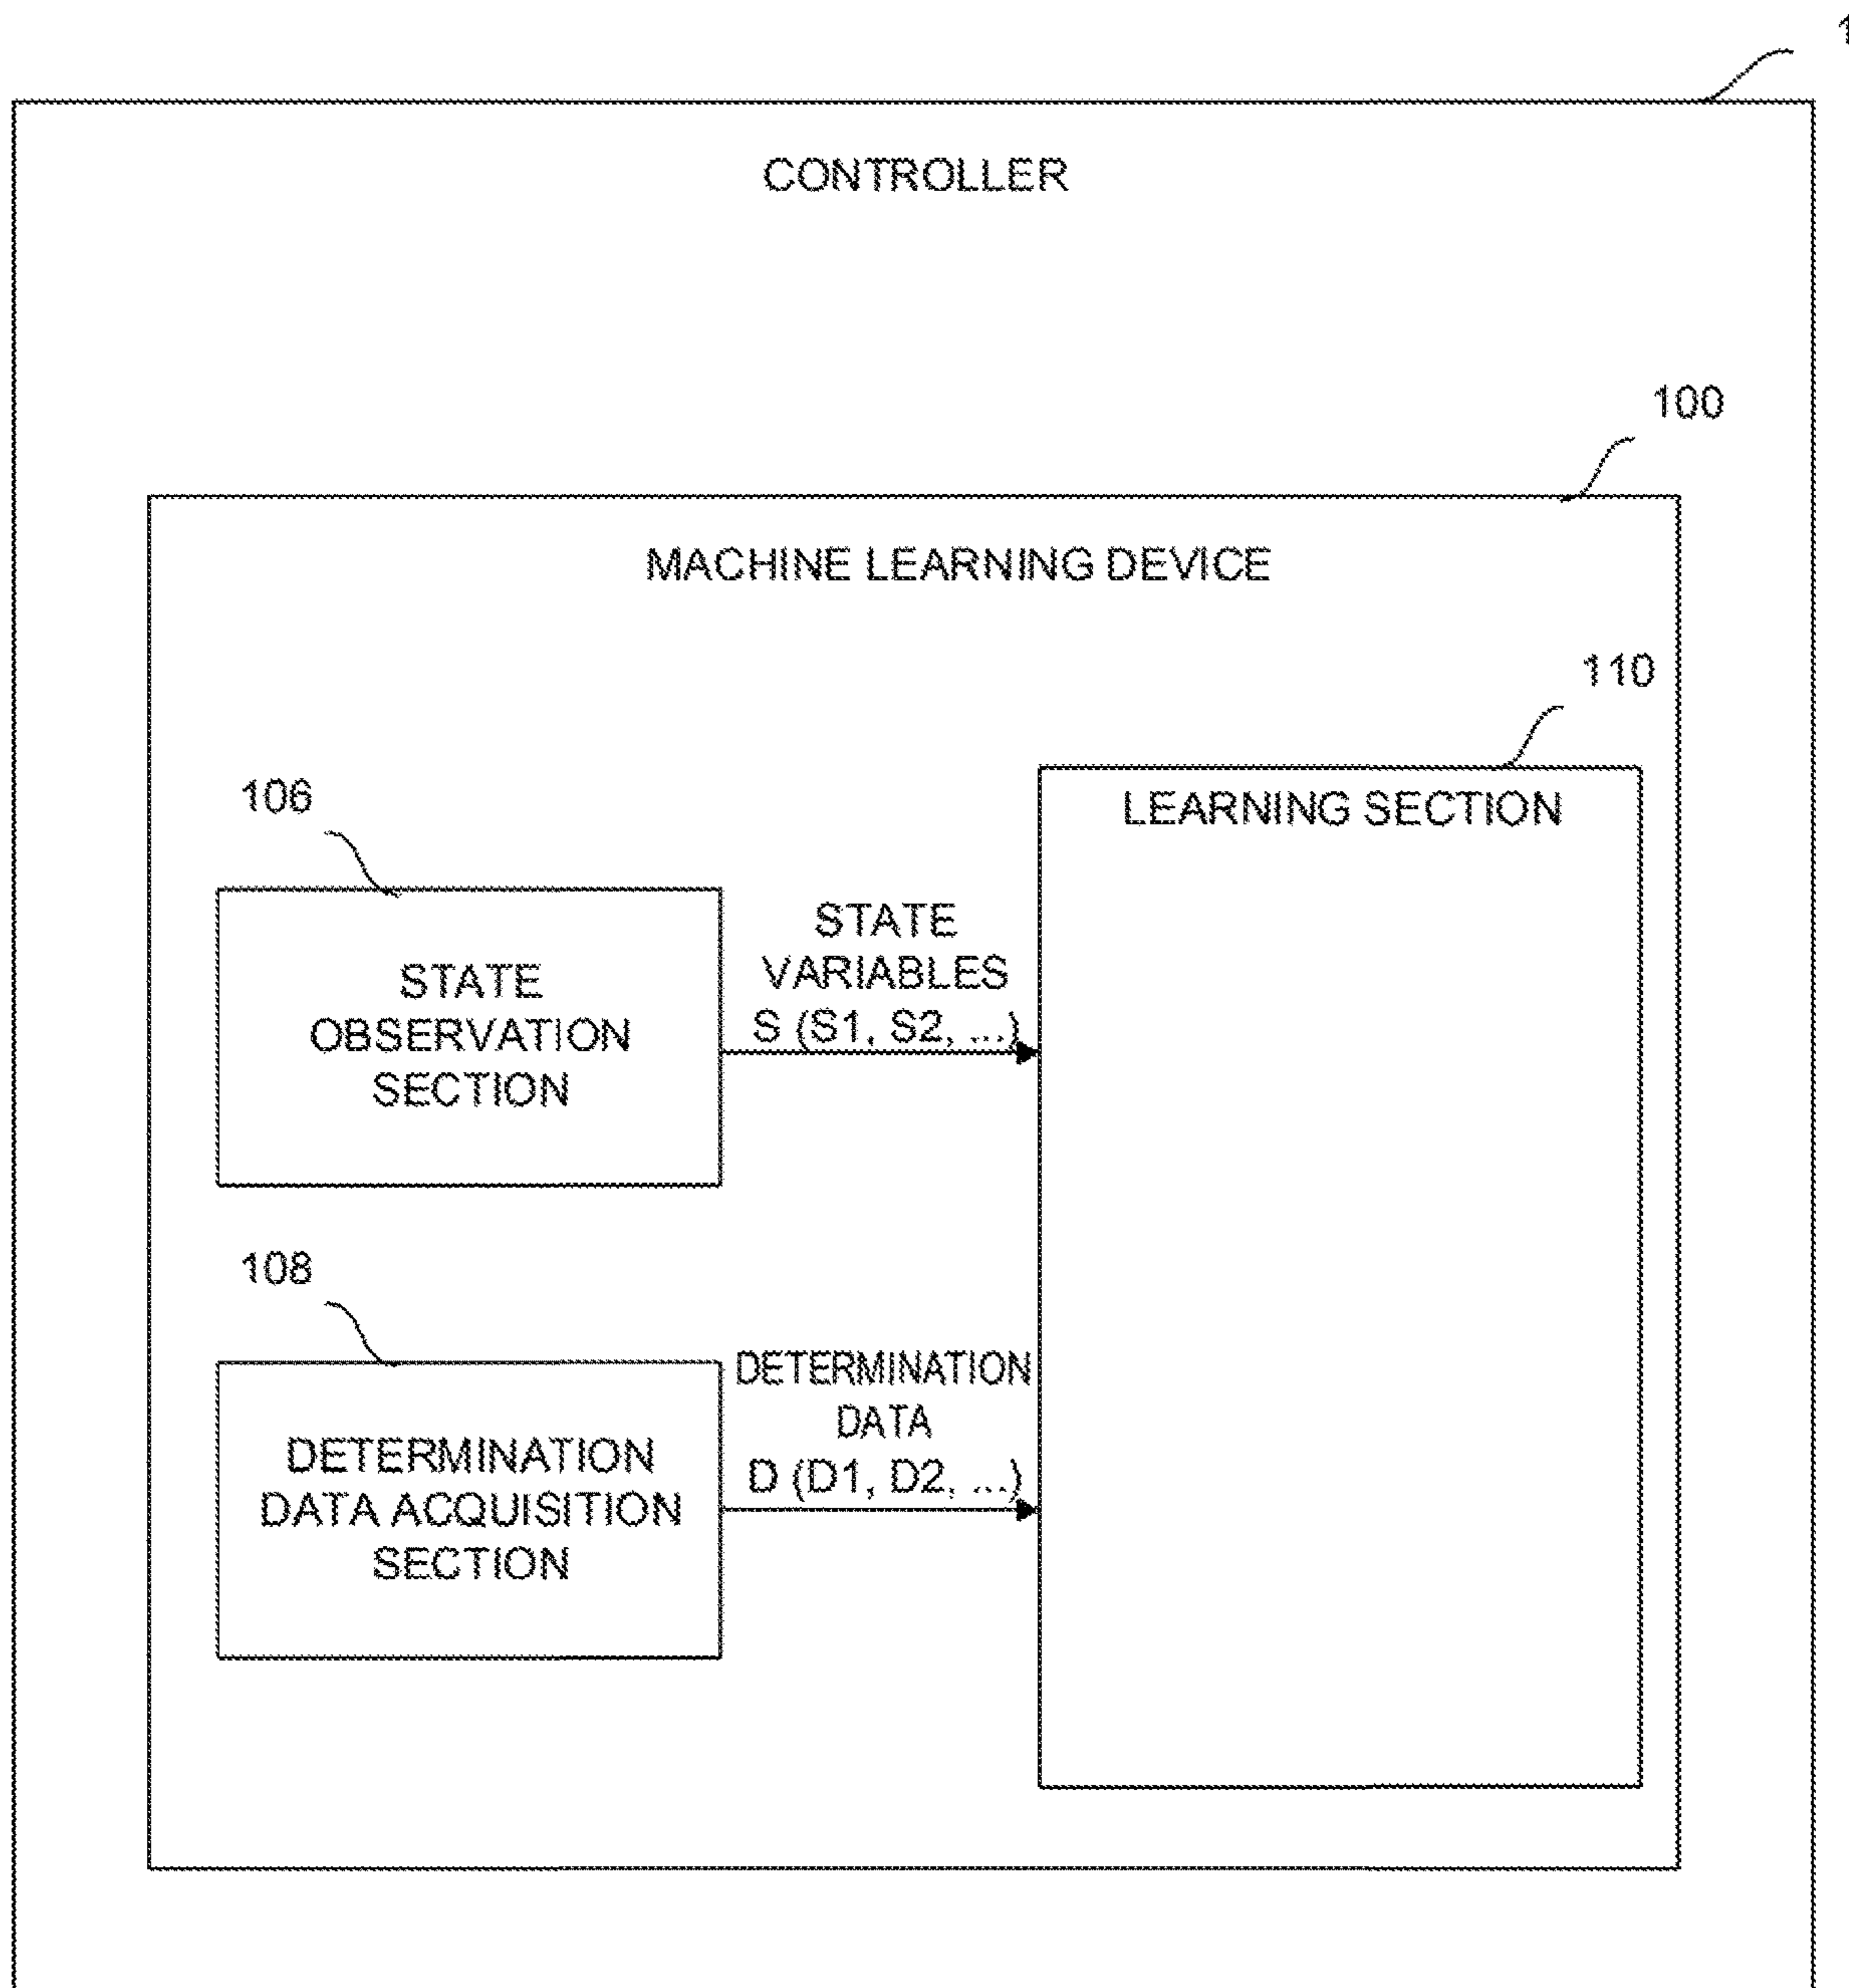 1
CONTROLLER
100
MACHINE LEARNING DEVICE
110
LEARNING SECTION
106
STATE
OBSERVATION
SECTION
STATE
VARIABLES
S (S1, S2, ...)
108
DETERMINATION
DATA ACQUISITION
SECTION
DETERMINATION
DATA
D (D1, D2, ...)